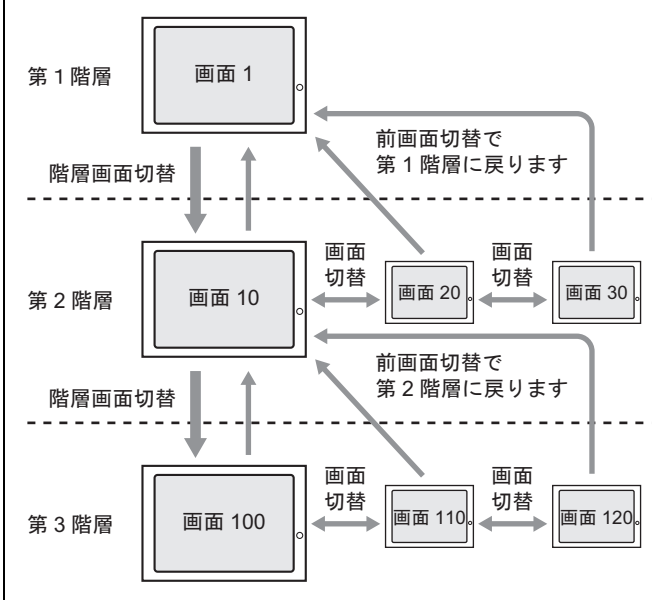 第 1 階層
画面 1
前画面切替で
第 1 階層に戻ります
階層画面切替
第 2 階層
画面 10
画面
切替
画面 20
画面
切替
画面 30
前画面切替で
第 2 階層に戻ります
階層画面切替
第 3 階層
画面 100
画面
切替
画面 110
画面
切替
画面 120